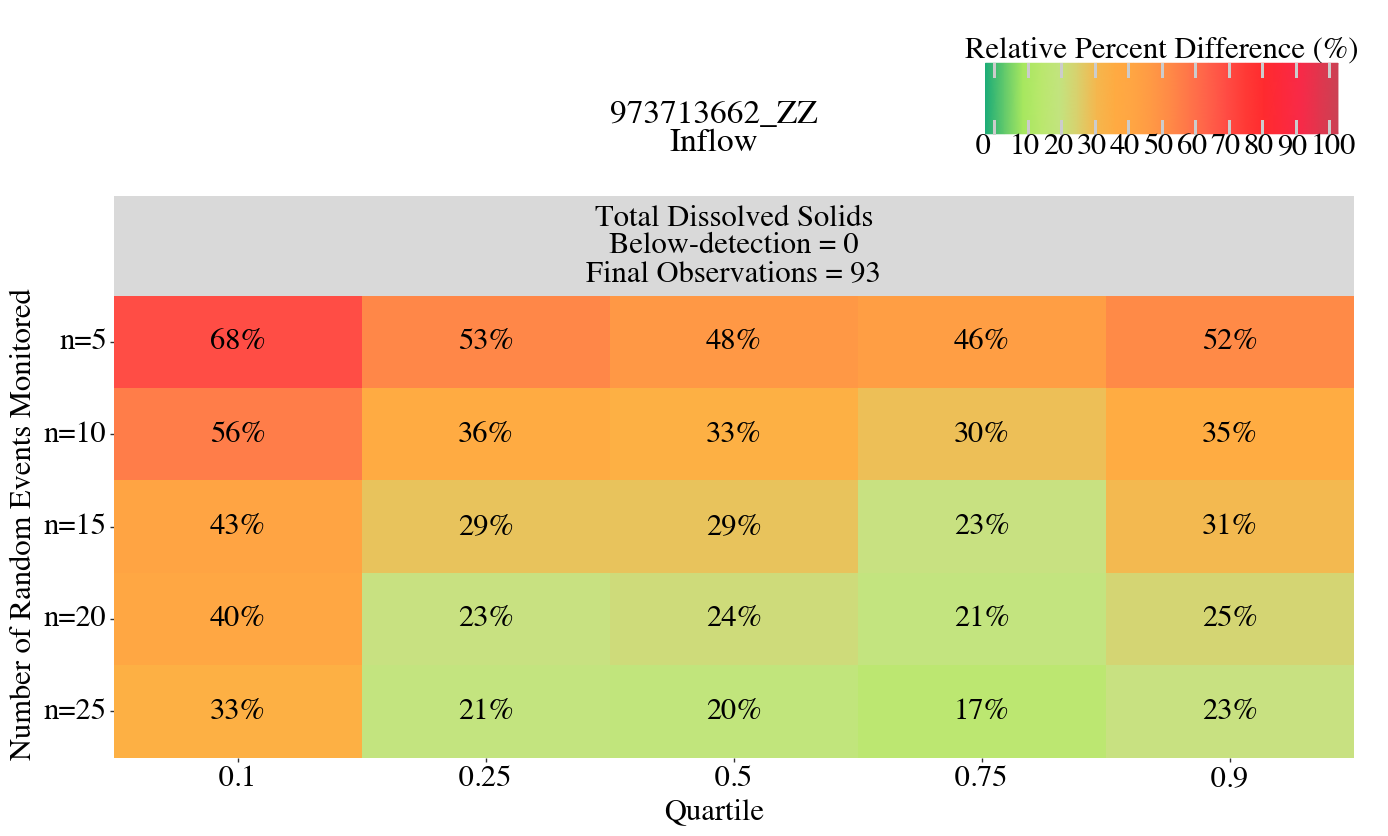 Relative Percent Difference (%)
0 10 20 30 40 50 60 70 80 90 100
973713662_ZZ
Inflow
Total Dissolved Solids
Below-detection = 0
Final Observations = 93
Number of Random Events Monitored
n=5 68% 53% 48% 46% 52%
n=10 56% 36% 33% 30% 35%
n=15 43% 29% 29% 23% 31%
n=20 40% 23% 24% 21% 25%
n=25 33% 21% 20% 17% 23%
0.1 0.25 0.5 0.75 0.9
Quartile